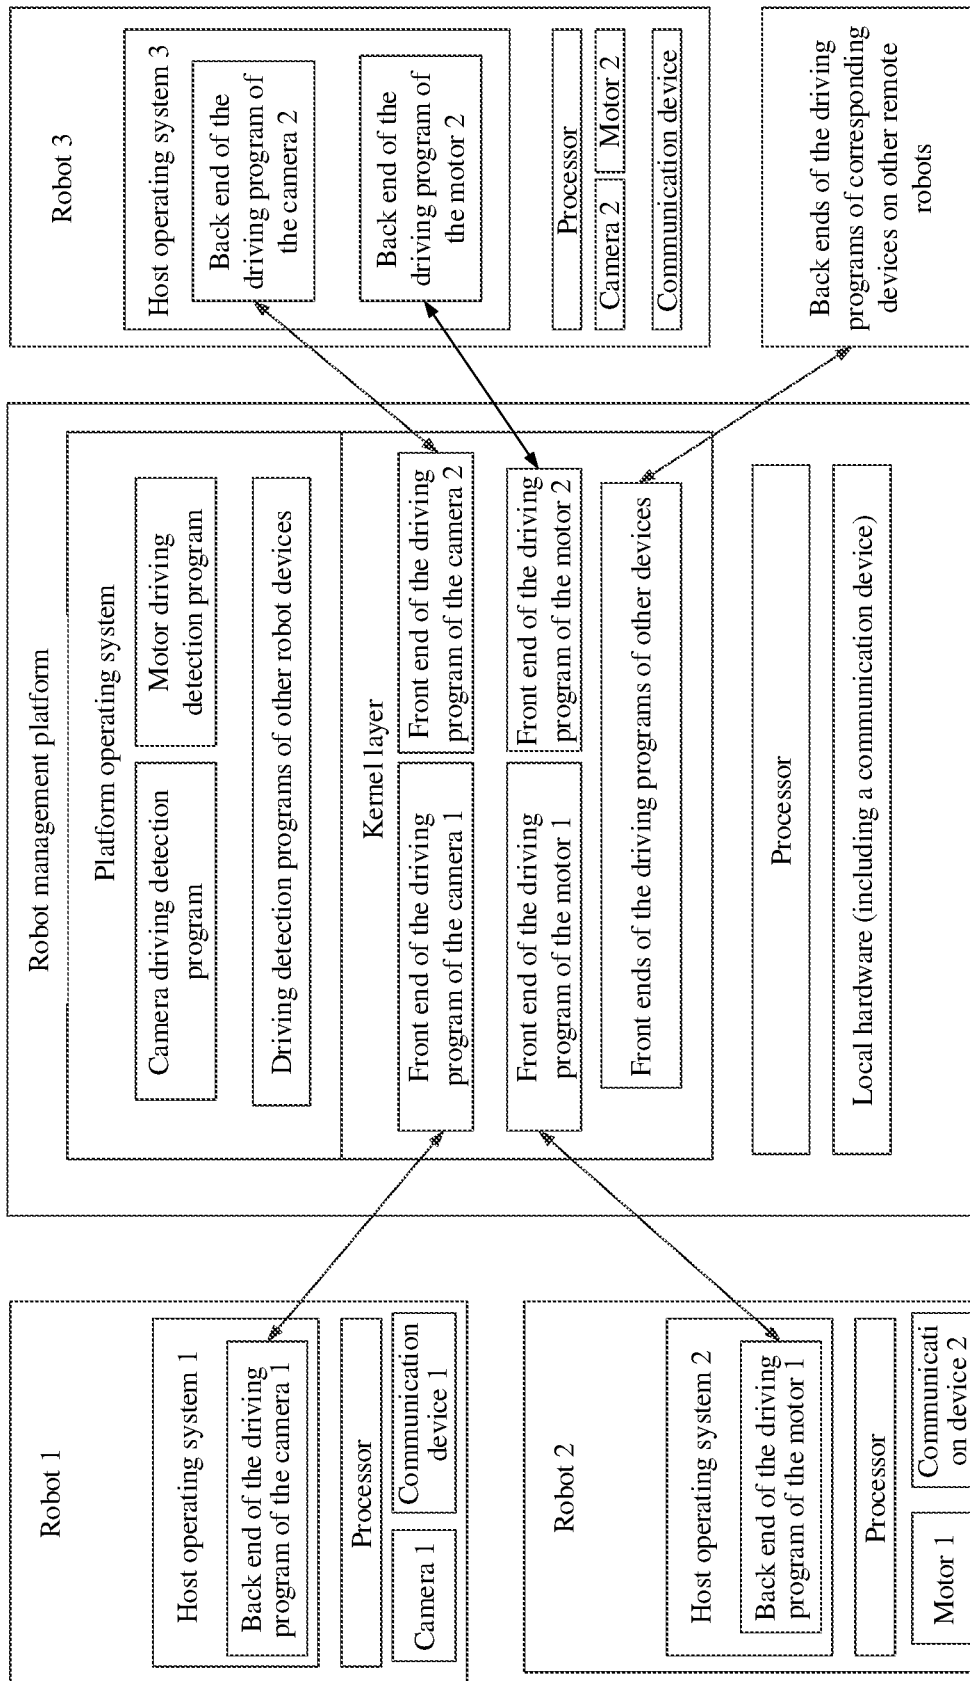 Robot 1
Host operating system 1
Back end of the driving
program of the camera 1
Processor
Camera 1
Communication
device 1
Robot 2
Host operating system 2
Back end of the driving
program of the motor 1
Processor
Motor 1
Communicati
on device 2
Robot management platform
Platform operating system
Camera driving detection
program
Motor driving
detection program
Driving detection programs of other robot devices
Kernel layer
Front end of the driving
program of the camera 1
Front end of the driving
program of the camera 2
Front end of the driving
program of the motor 1
Front end of the driving
program of the motor 2
Front ends of the driving programs of other devices
Processor
Local hardware (including a communication device)
Robot 3
Host operating system 3
Back end of the
driving program of
the camera 2
Back end of the
driving program of
the motor 2
Processor
Camera 2
Motor 2
Communication device
Back ends of the driving
programs of corresponding
devices on other remote
robots